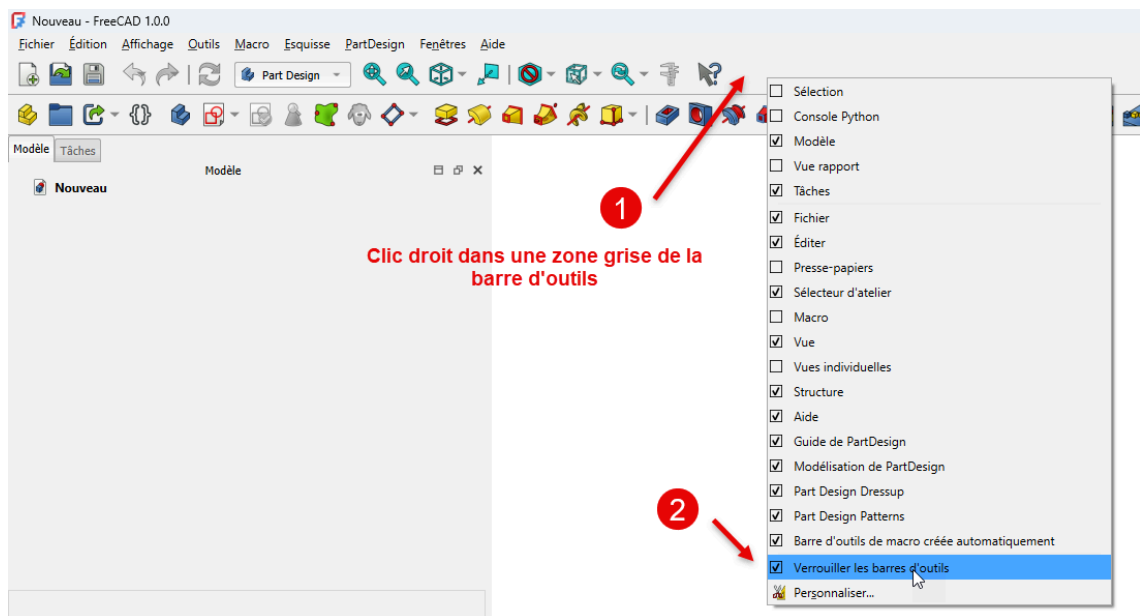 Nouveau - FreeCAD 1.0.0
Fichier Édition Affichage Outils Macro Esquisse PartDesign Fenêtres Aide
Part Design
Modèle Tâches
Modèle
Nouveau
1
Clic droit dans une zone grise de la
barre d'outils
2
Sélection
Console Python
Modèle
Vue rapport
Tâches
Fichier
Éditer
Presse-papiers
Sélecteur d'atelier
Macro
Vue
Vues individuelles
Structure
Aide
Guide de PartDesign
Modélisation de PartDesign
Part Design Dressup
Part Design Patterns
Barre d'outils de macro créée automatiquement
Verrouiller les barres d'outils
Personnaliser...